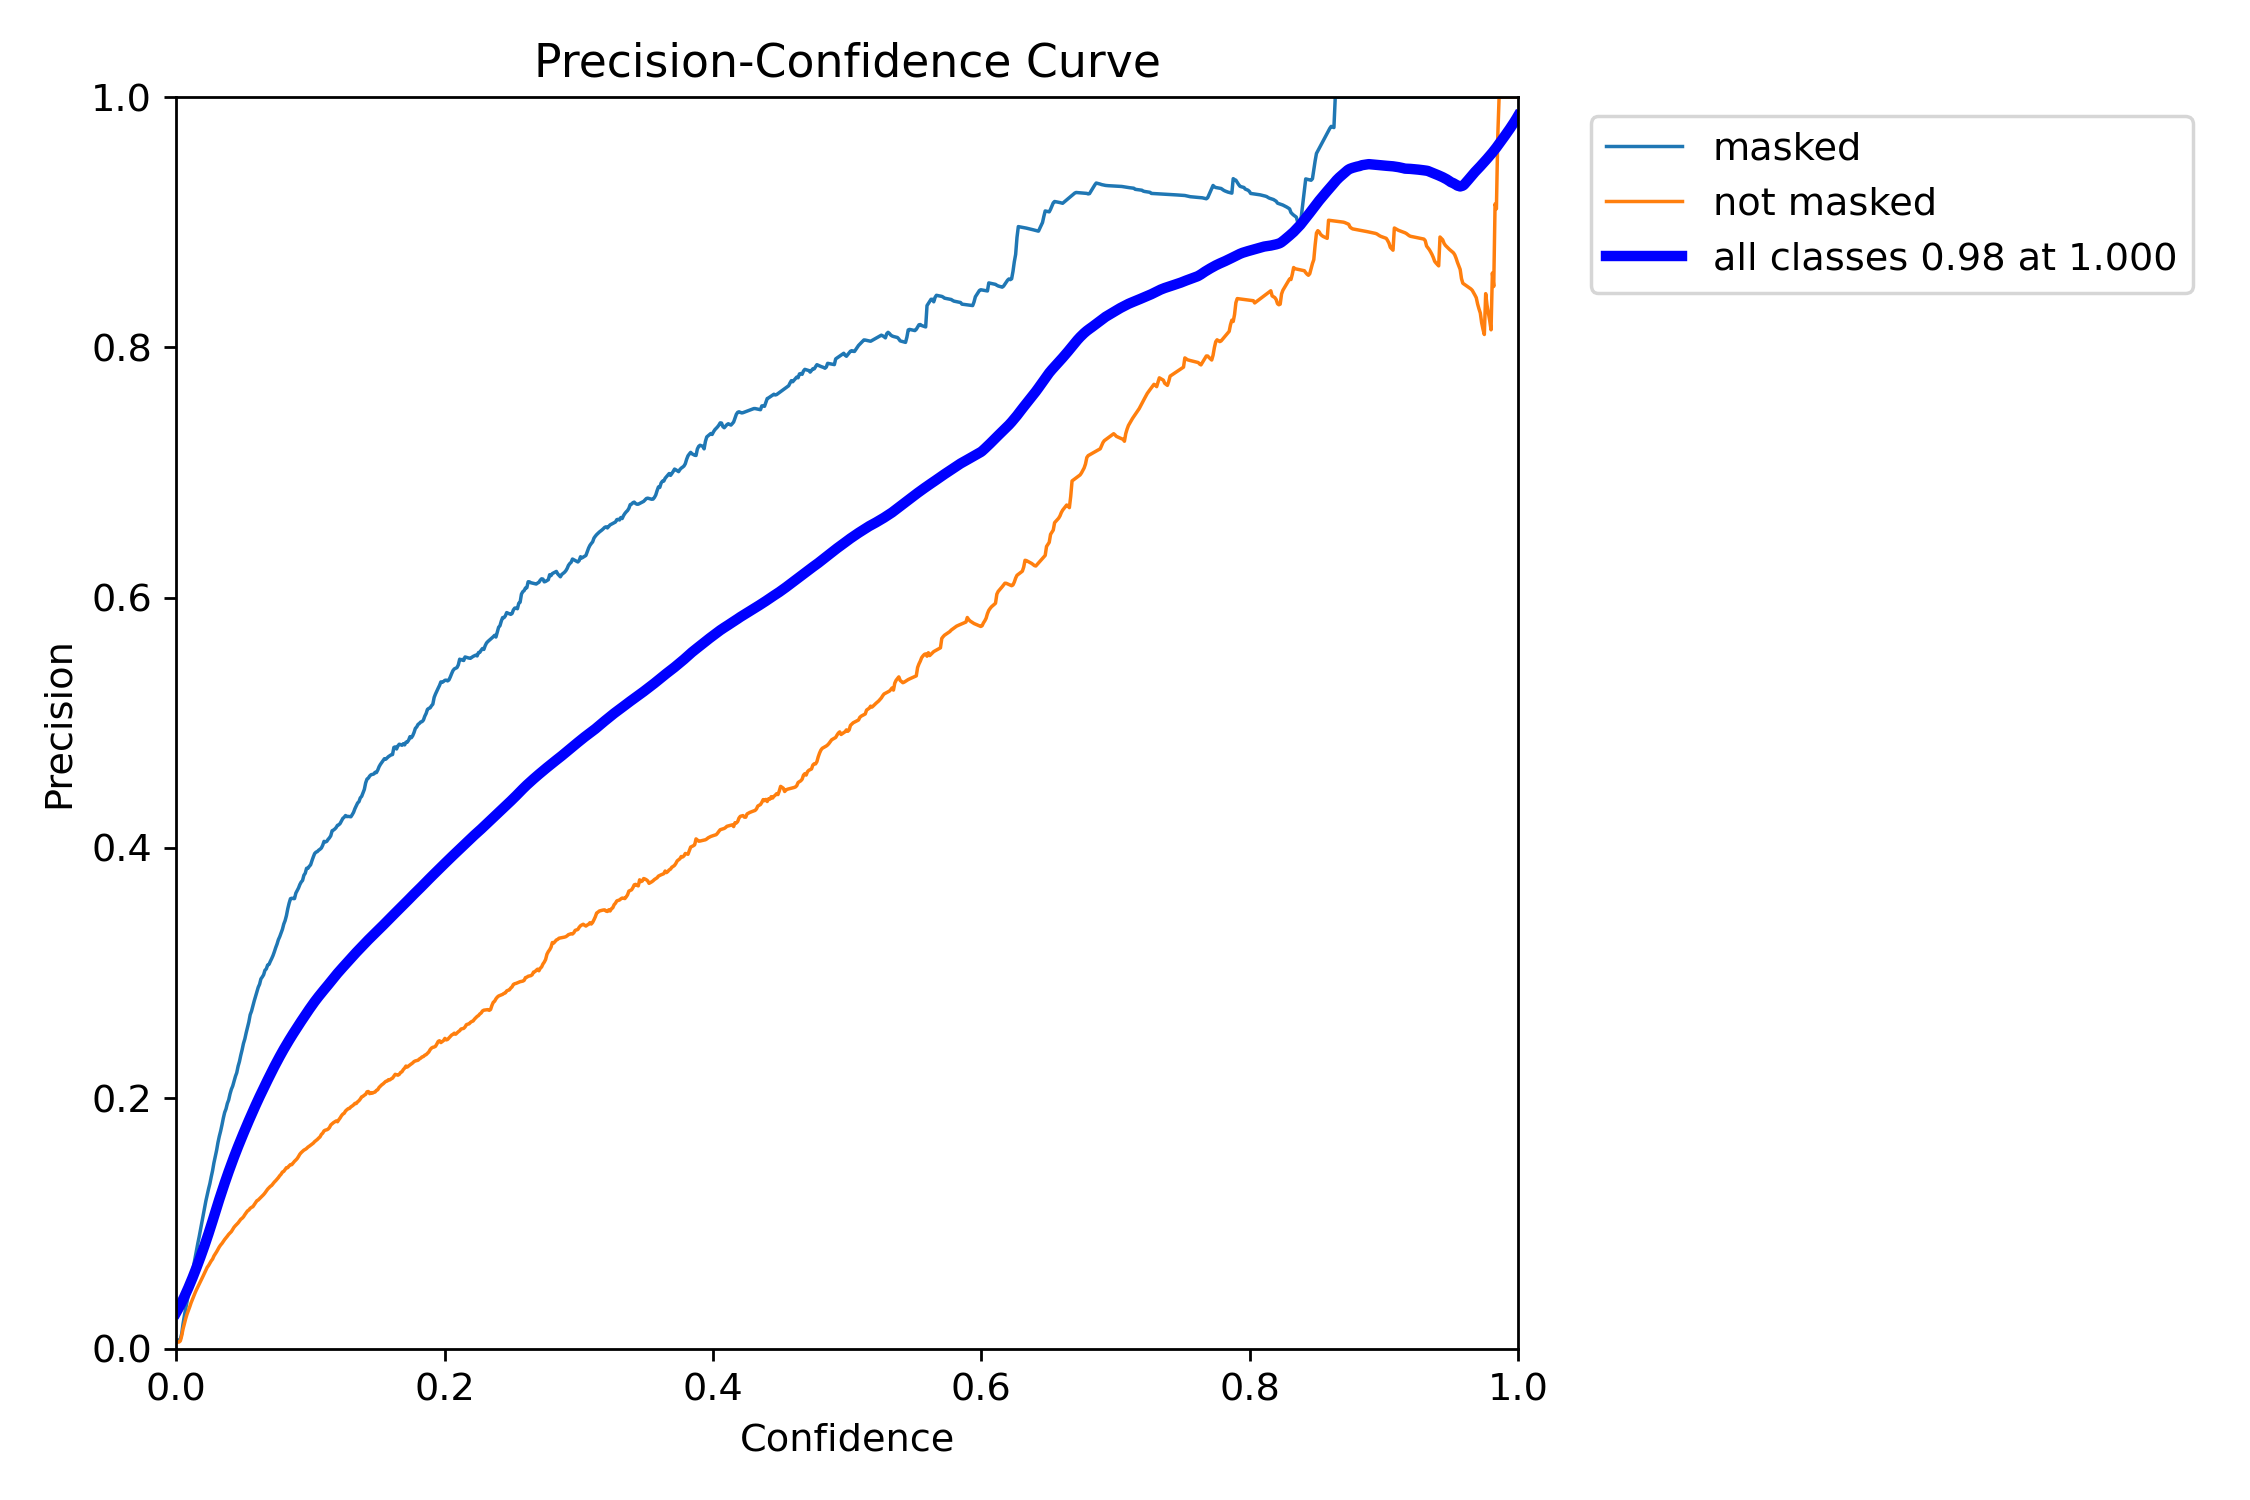 Precision-Confidence Curve
1.0
0.8
0.6
0.4
0.2
0.0
Precision
0.0 0.2 0.4 0.6 0.8 1.0
Confidence
masked
not masked
all classes 0.98 at 1.000